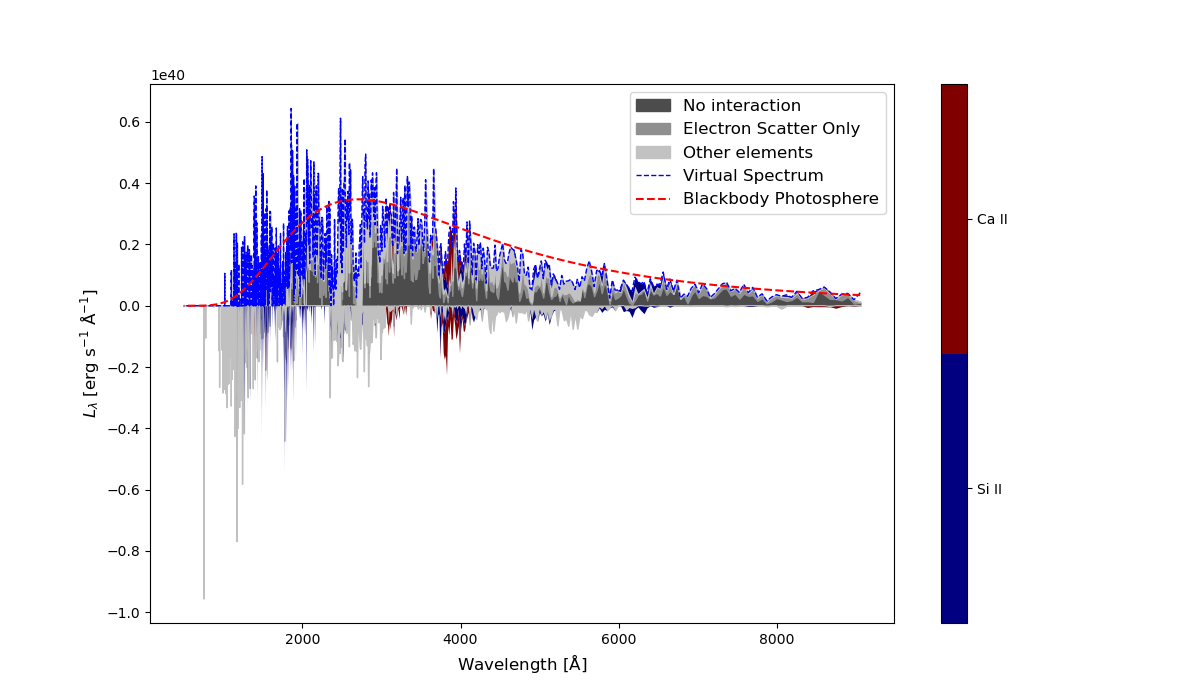 1e40
0.6
0.4
0.2
0.0
−0.2
−0.4
−0.6
−0.8
−1.0
L_λ [erg s⁻¹ Å⁻¹]
2000 4000 6000 8000
Wavelength [Å]
No interaction
Electron Scatter Only
Other elements
Virtual Spectrum
Blackbody Photosphere
Ca II
Si II